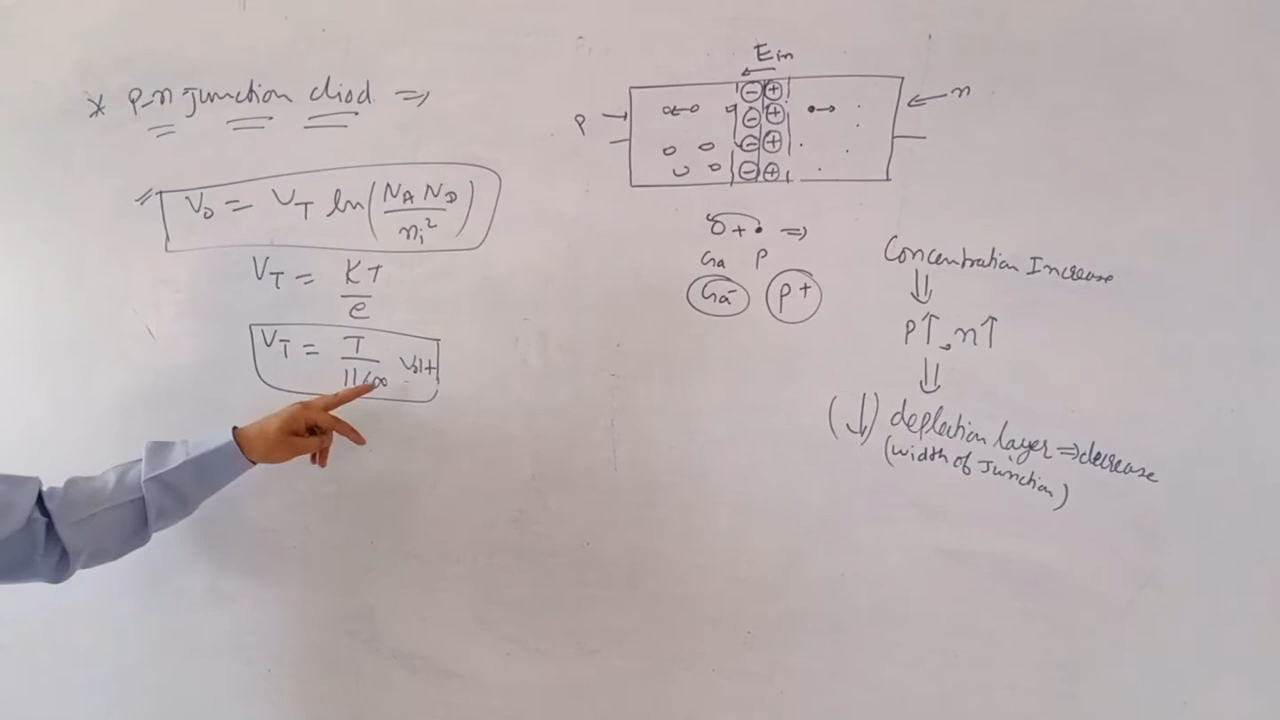 * P-n Junction diod ⇒
V₀ = V_T ln(N_A N_D / n_i²)
V_T = KT / e
V_T = T / 11600 Volt
E_in
P →
← n
⊖ ⊕
⊖ ⊕
⊖ ⊕
⊖ ⊕
o + • ⇒
Ga P
Ga⁻ P+
Concentration Increase
⇓
P↑, n↑
⇓
(↓) deplection layer ⇒ decrease
(width of Junction)